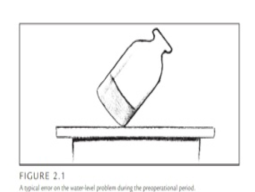 FIGURE 2.1
A typical error on the water-level problem during the preoperational period.